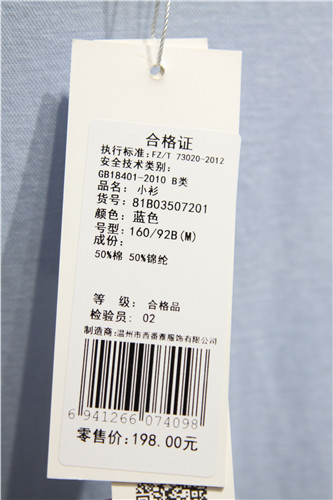 合格证
执行标准:FZ/T 73020-2012
安全技术类别:
GB18401-2010 B类
品名: 小衫
货号: 81B03507201
颜色: 蓝色
号型:160/92B(M)
成份:
50%棉 50%锦纶
等 级: 合格品
检验员: 02
制造商:温州市西番雅服饰有限公司
6 941266 074098
零售价:198.00元